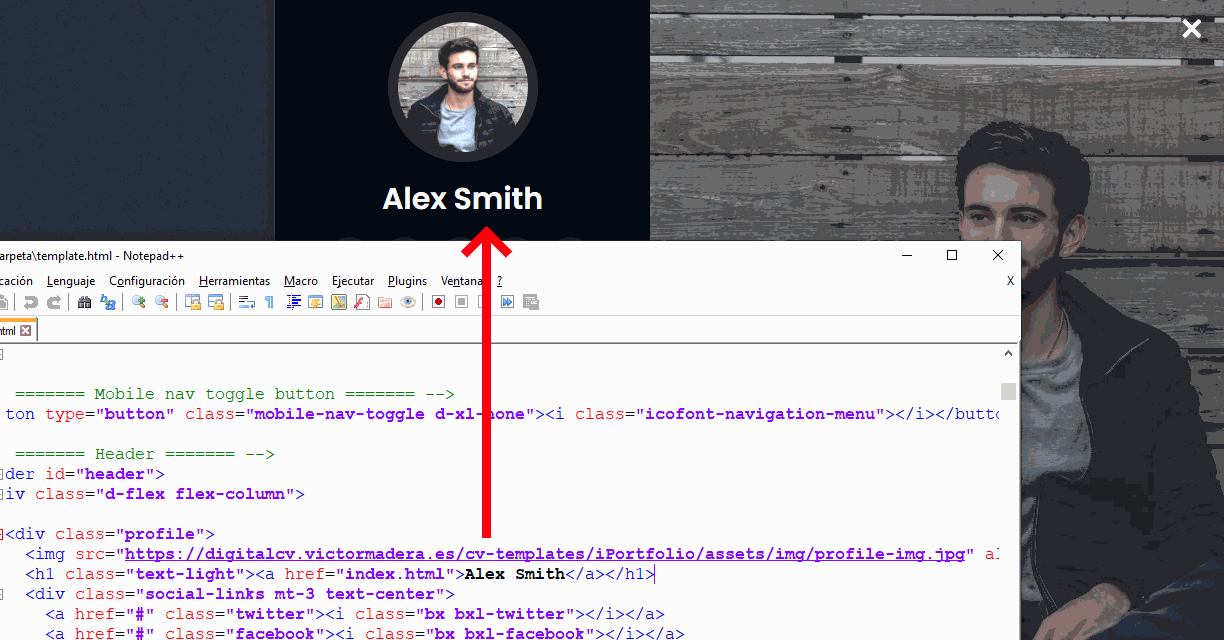 Alex Smith
arpeta\template.html - Notepad++
cación Lenguaje Configuración Herramientas Macro Ejecutar Plugins Ventana ? X
html
======= Mobile nav toggle button ======= -->
ton type="button" class="mobile-nav-toggle d-xl-none"><i class="icofont-navigation-menu"></i></butto
======= Header ======= -->
der id="header">
iv class="d-flex flex-column">
<div class="profile">
<img src="https://digitalcv.victormadera.es/cv-templates/iPortfolio/assets/img/profile-img.jpg" al
<h1 class="text-light"><a href="index.html">Alex Smith</a></h1>
<div class="social-links mt-3 text-center">
<a href="#" class="twitter"><i class="bx bxl-twitter"></i></a>
<a href="#" class="facebook"><i class="bx bxl-facebook"></i></a>